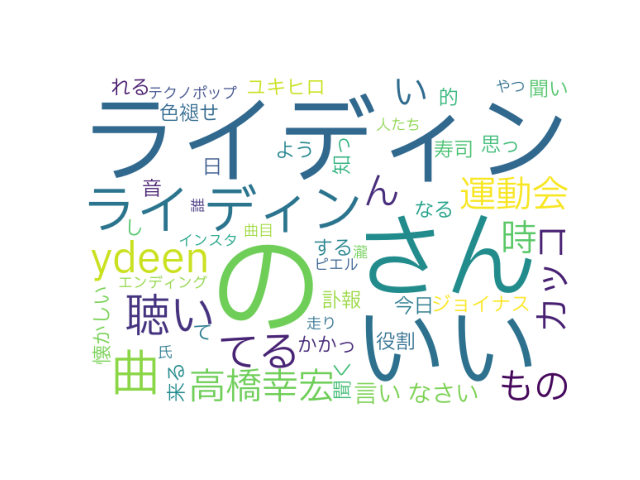 れる
テクノポップ
ユキヒロ
い
的
やつ
聞い
色褪せ
ライディン
人たち
日
よう
知っ
寿司
思っ
音
誰
ライディン
ん
なる
運動会
し
インスタ
曲目
さん
時
ydeen
の
する
瀧
ピエル
カッコ
エンディング
懐かしい
聴い
訃報
今日
ジョイナス
て
走り
いい
役割
氏
てる
かかっ
曲
来る
高橋幸宏
聞く
言い
なさい
もの